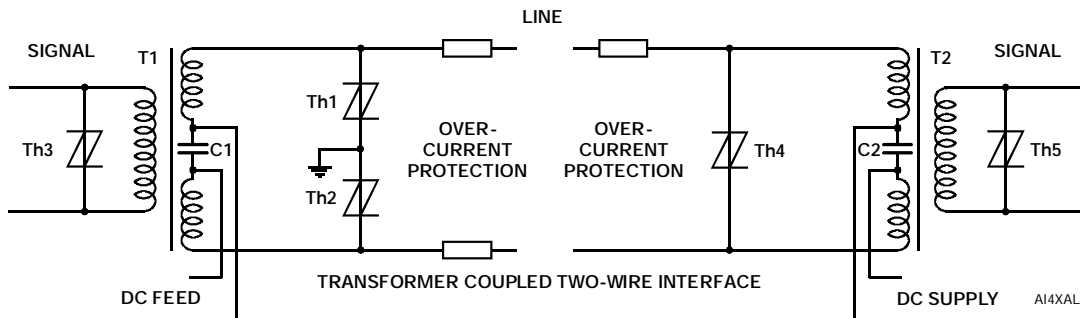 LINE
SIGNAL
T1
Th3
C1
Th1
Th2
OVER-
CURRENT
PROTECTION
OVER-
CURRENT
PROTECTION
Th4
C2
T2
SIGNAL
Th5
DC FEED
TRANSFORMER COUPLED TWO-WIRE INTERFACE
DC SUPPLY
AI4XAL